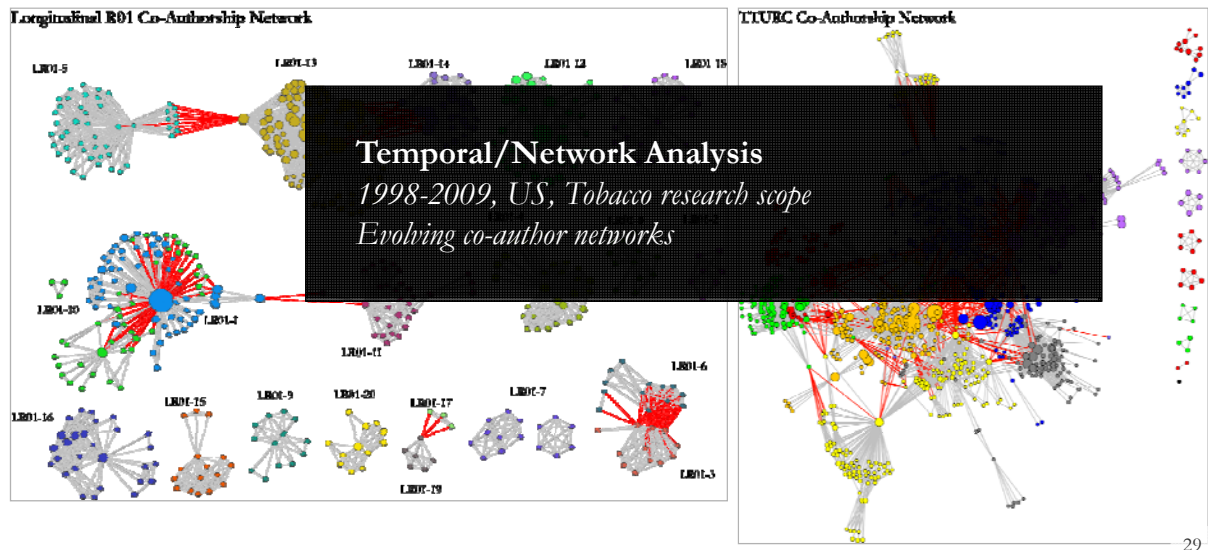 Longitudinal R01 Co-Authorship Network
TTURC Co-Authorship Network
LR01-5
LR01-13
LR01-14
LR01-12
LR01-18
Temporal/Network Analysis
1998-2009, US, Tobacco research scope
Evolving co-author networks
LR01-10
LR01-11
LR01-6
LR01-16
LR01-15
LR01-9
LR01-20
LR01-17
LR01-7
LR01-19
LR01-3
29